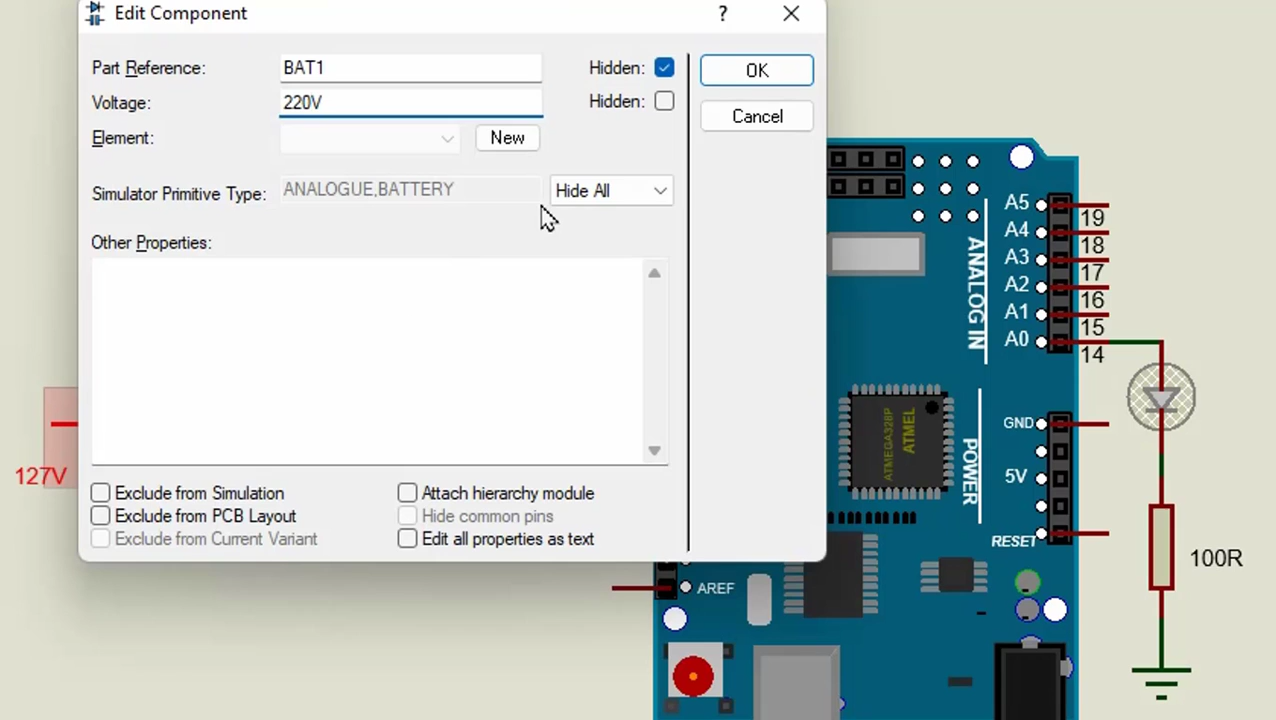 Edit Component
?
Part Reference:
BAT1
Hidden:
OK
Voltage:
220V
Hidden:
Cancel
Element:
New
Simulator Primitive Type:
ANALOGUE,BATTERY
Hide All
Other Properties:
Exclude from Simulation
Attach hierarchy module
Exclude from PCB Layout
Hide common pins
Exclude from Current Variant
Edit all properties as text
127V
A5
19
A4
18
A3
17
A2
16
A1
15
A0
14
ANALOG IN
ATMEGA328P
ATMEL
GND
5V
POWER
RESET
AREF
100R